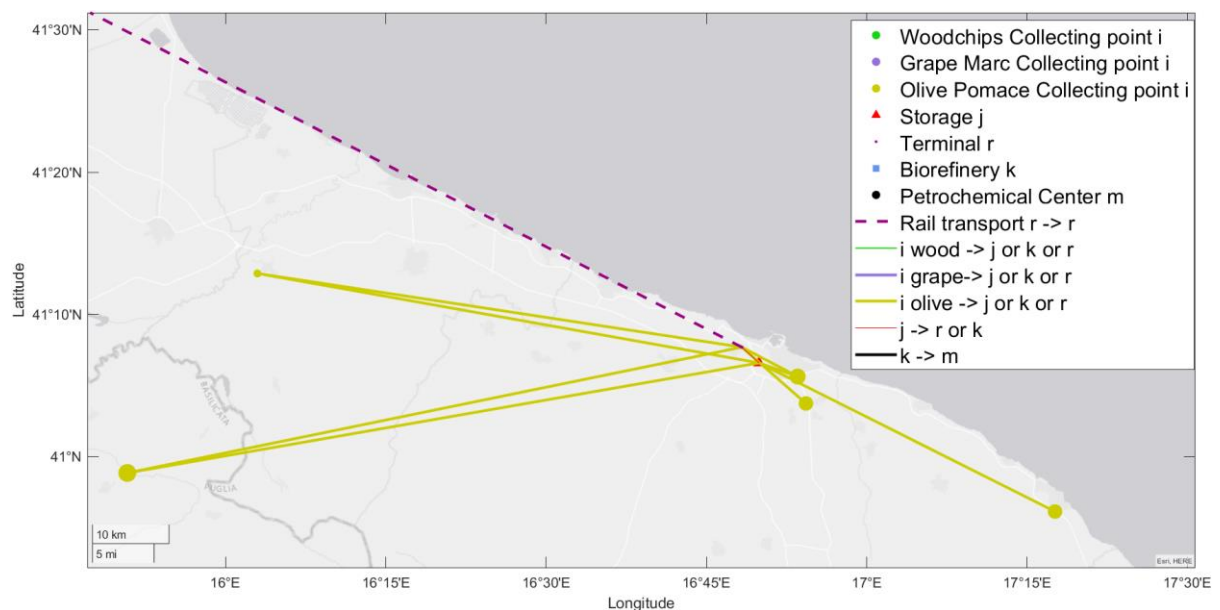 41°30'N
41°20'N
41°10'N
41°N
Latitude
Woodchips Collecting point i
Grape Marc Collecting point i
Olive Pomace Collecting point i
Storage j
Terminal r
Biorefinery k
Petrochemical Center m
Rail transport r -> r
i wood -> j or k or r
i grape-> j or k or r
i olive -> j or k or r
j -> r or k
k -> m
BASILICATA
PUGLIA
10 km
5 mi
Esri, HERE
16°E
16°15'E
16°30'E
16°45'E
17°E
17°15'E
17°30'E
Longitude